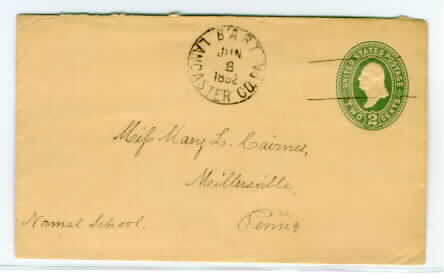 BART
LANCASTER CO. PA.
JUN
8
1892
UNITED STATES POSTAGE
TWO 2 CENTS
Miss Mary L. Cairnes,
Millersville,
Penna
Normal School.